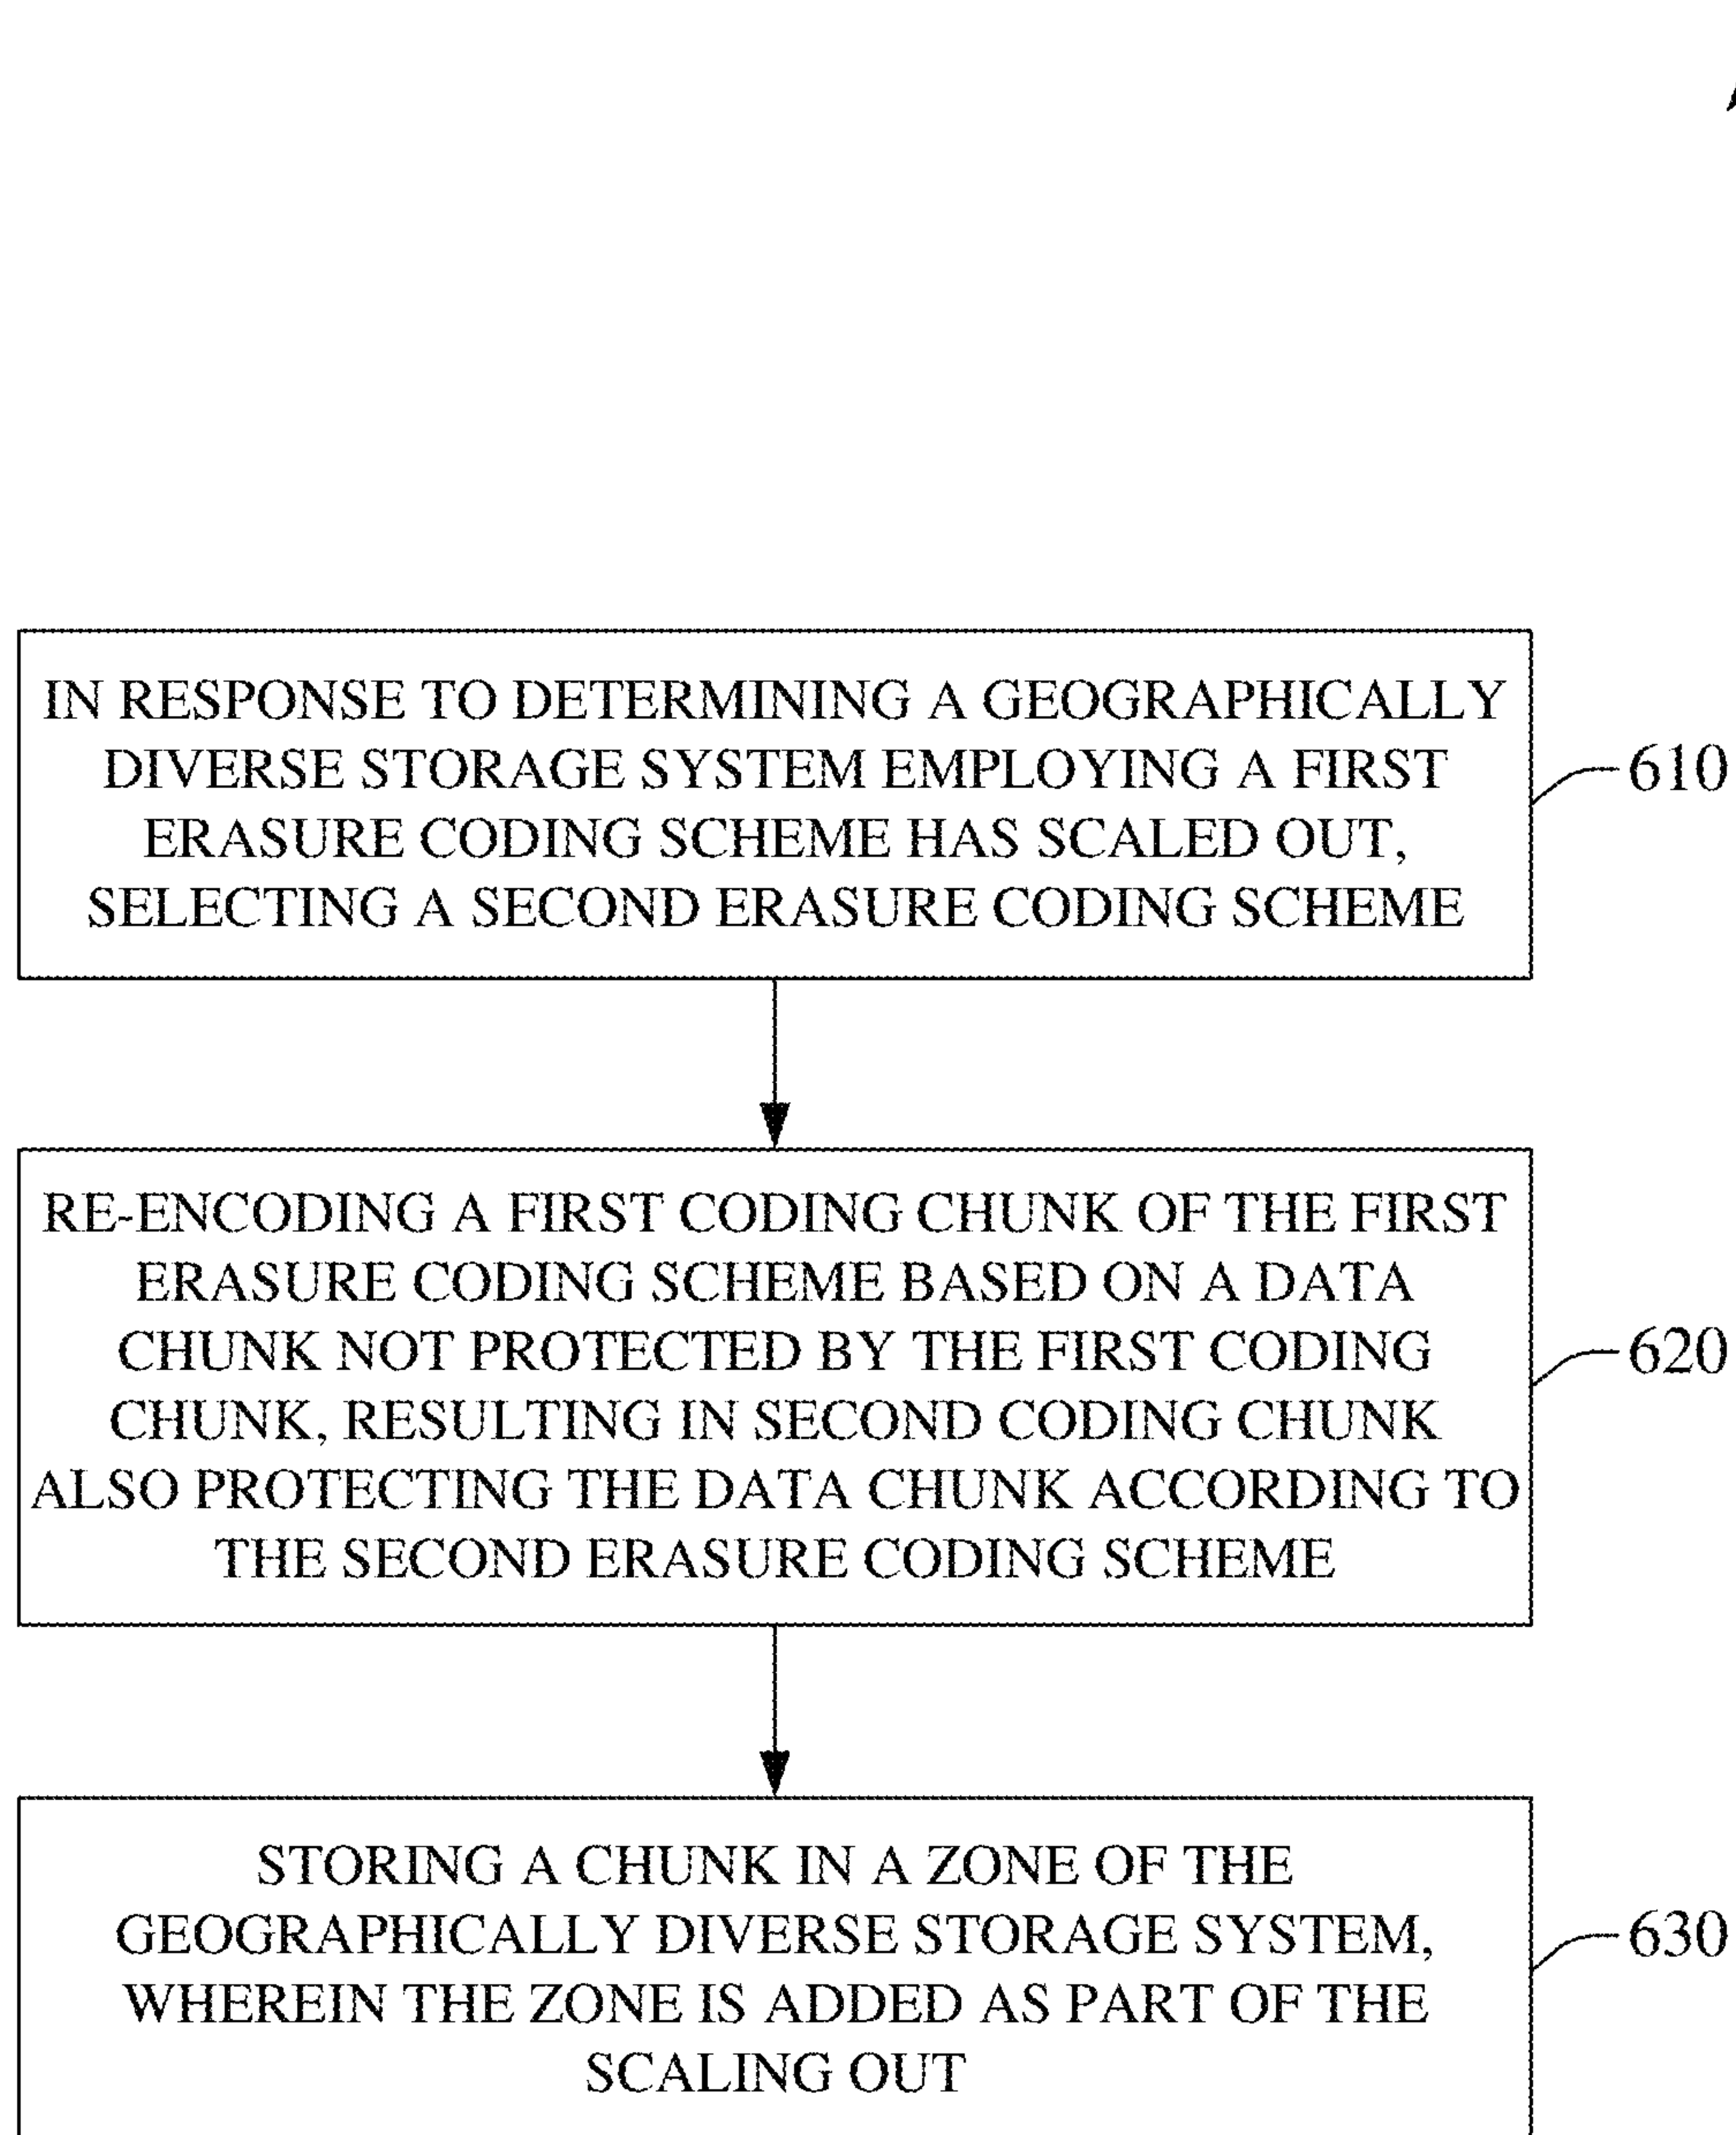 IN RESPONSE TO DETERMINING A GEOGRAPHICALLY
DIVERSE STORAGE SYSTEM EMPLOYING A FIRST
ERASURE CODING SCHEME HAS SCALED OUT,
SELECTING A SECOND ERASURE CODING SCHEME
610
RE-ENCODING A FIRST CODING CHUNK OF THE FIRST
ERASURE CODING SCHEME BASED ON A DATA
CHUNK NOT PROTECTED BY THE FIRST CODING
CHUNK, RESULTING IN SECOND CODING CHUNK
ALSO PROTECTING THE DATA CHUNK ACCORDING TO
THE SECOND ERASURE CODING SCHEME
620
STORING A CHUNK IN A ZONE OF THE
GEOGRAPHICALLY DIVERSE STORAGE SYSTEM,
WHEREIN THE ZONE IS ADDED AS PART OF THE
SCALING OUT
630